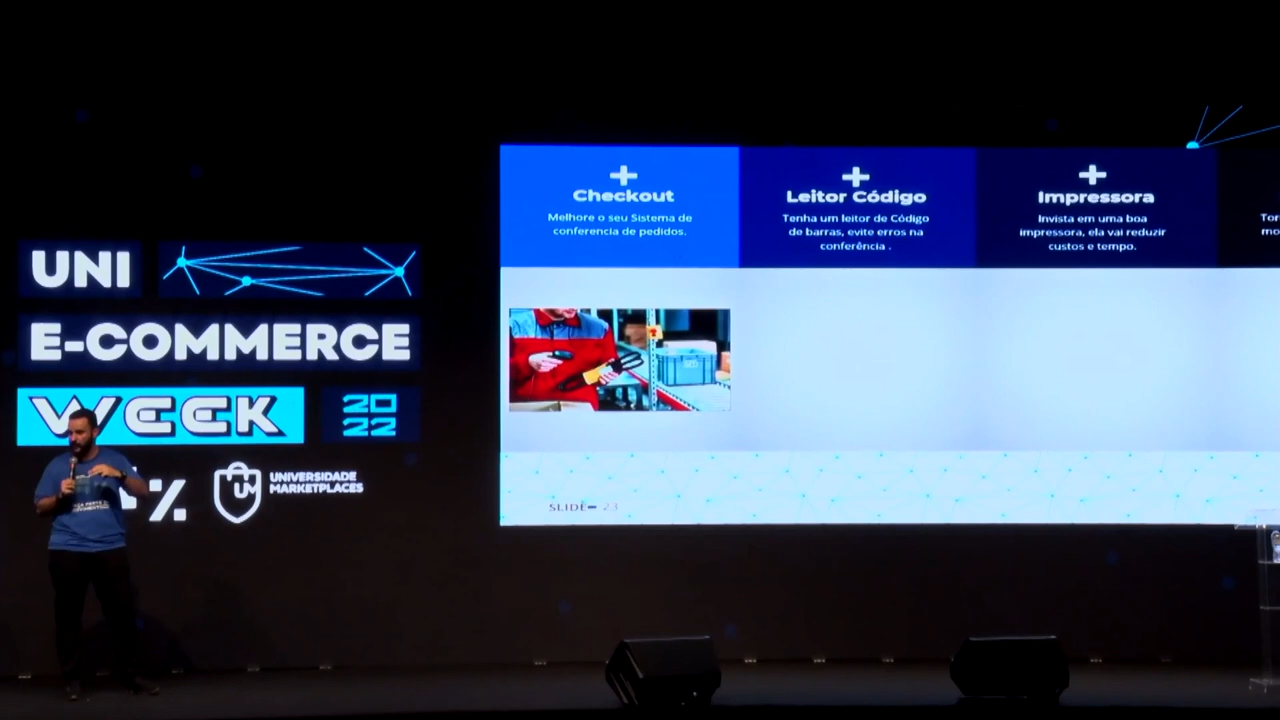 UNI
E-COMMERCE
WEEK
20
22
UM
UNIVERSIDADE
MARKETPLACES
Checkout
Melhore o seu Sistema de
conferencia de pedidos.
Leitor Código
Tenha um leitor de Código
de barras, evite erros na
conferência .
Impressora
Invista em uma boa
impressora, ela vai reduzir
custos e tempo.
SLIDE 23